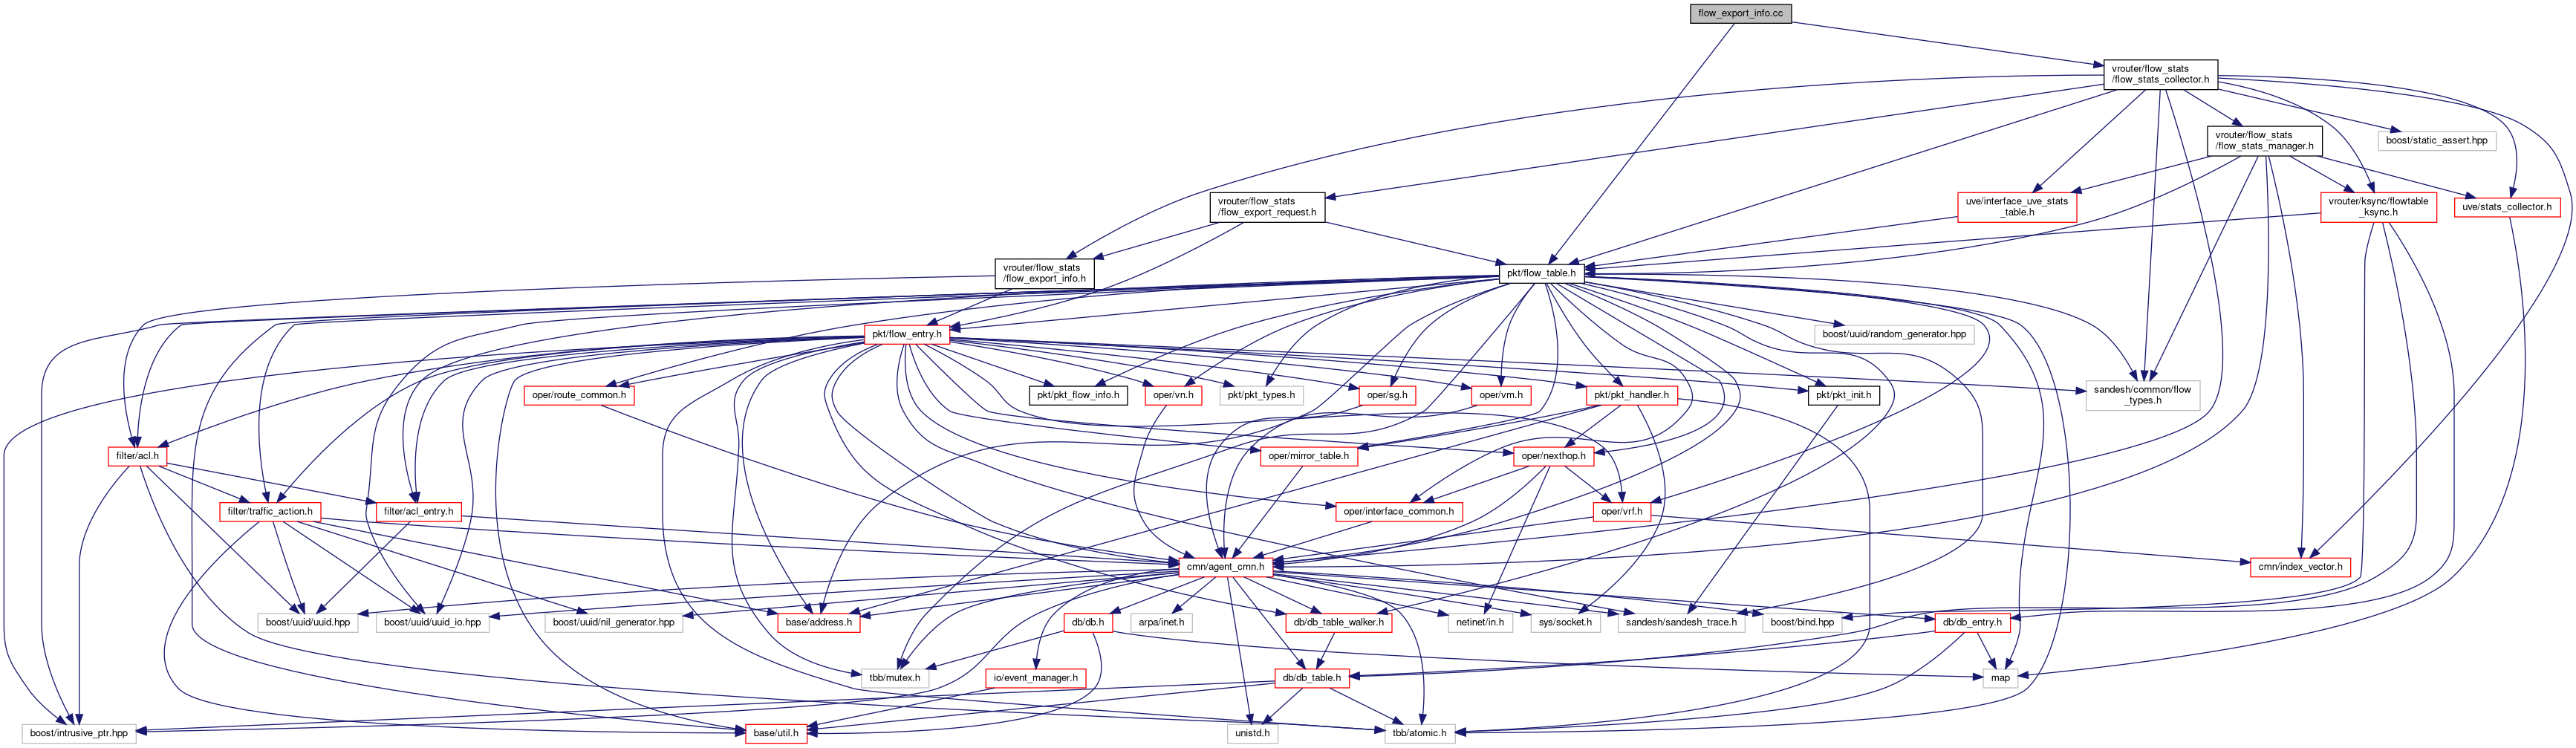 flow_export_info.cc
vrouter/flow_stats
/flow_stats_collector.h
vrouter/flow_stats
/flow_stats_manager.h
boost/static_assert.hpp
vrouter/flow_stats
/flow_export_request.h
uve/interface_uve_stats
_table.h
vrouter/ksync/flowtable
_ksync.h
uve/stats_collector.h
vrouter/flow_stats
/flow_export_info.h
pkt/flow_table.h
pkt/flow_entry.h
boost/uuid/random_generator.hpp
oper/route_common.h
pkt/pkt_flow_info.h
oper/vn.h
pkt/pkt_types.h
oper/sg.h
oper/vm.h
pkt/pkt_handler.h
pkt/pkt_init.h
sandesh/common/flow
_types.h
filter/acl.h
oper/mirror_table.h
oper/nexthop.h
filter/traffic_action.h
filter/acl_entry.h
oper/interface_common.h
oper/vrf.h
cmn/agent_cmn.h
cmn/index_vector.h
boost/uuid/uuid.hpp
boost/uuid/uuid_io.hpp
boost/uuid/nil_generator.hpp
base/address.h
db/db.h
arpa/inet.h
db/db_table_walker.h
netinet/in.h
sys/socket.h
sandesh/sandesh_trace.h
boost/bind.hpp
db/db_entry.h
tbb/mutex.h
io/event_manager.h
db/db_table.h
map
boost/intrusive_ptr.hpp
base/util.h
unistd.h
tbb/atomic.h